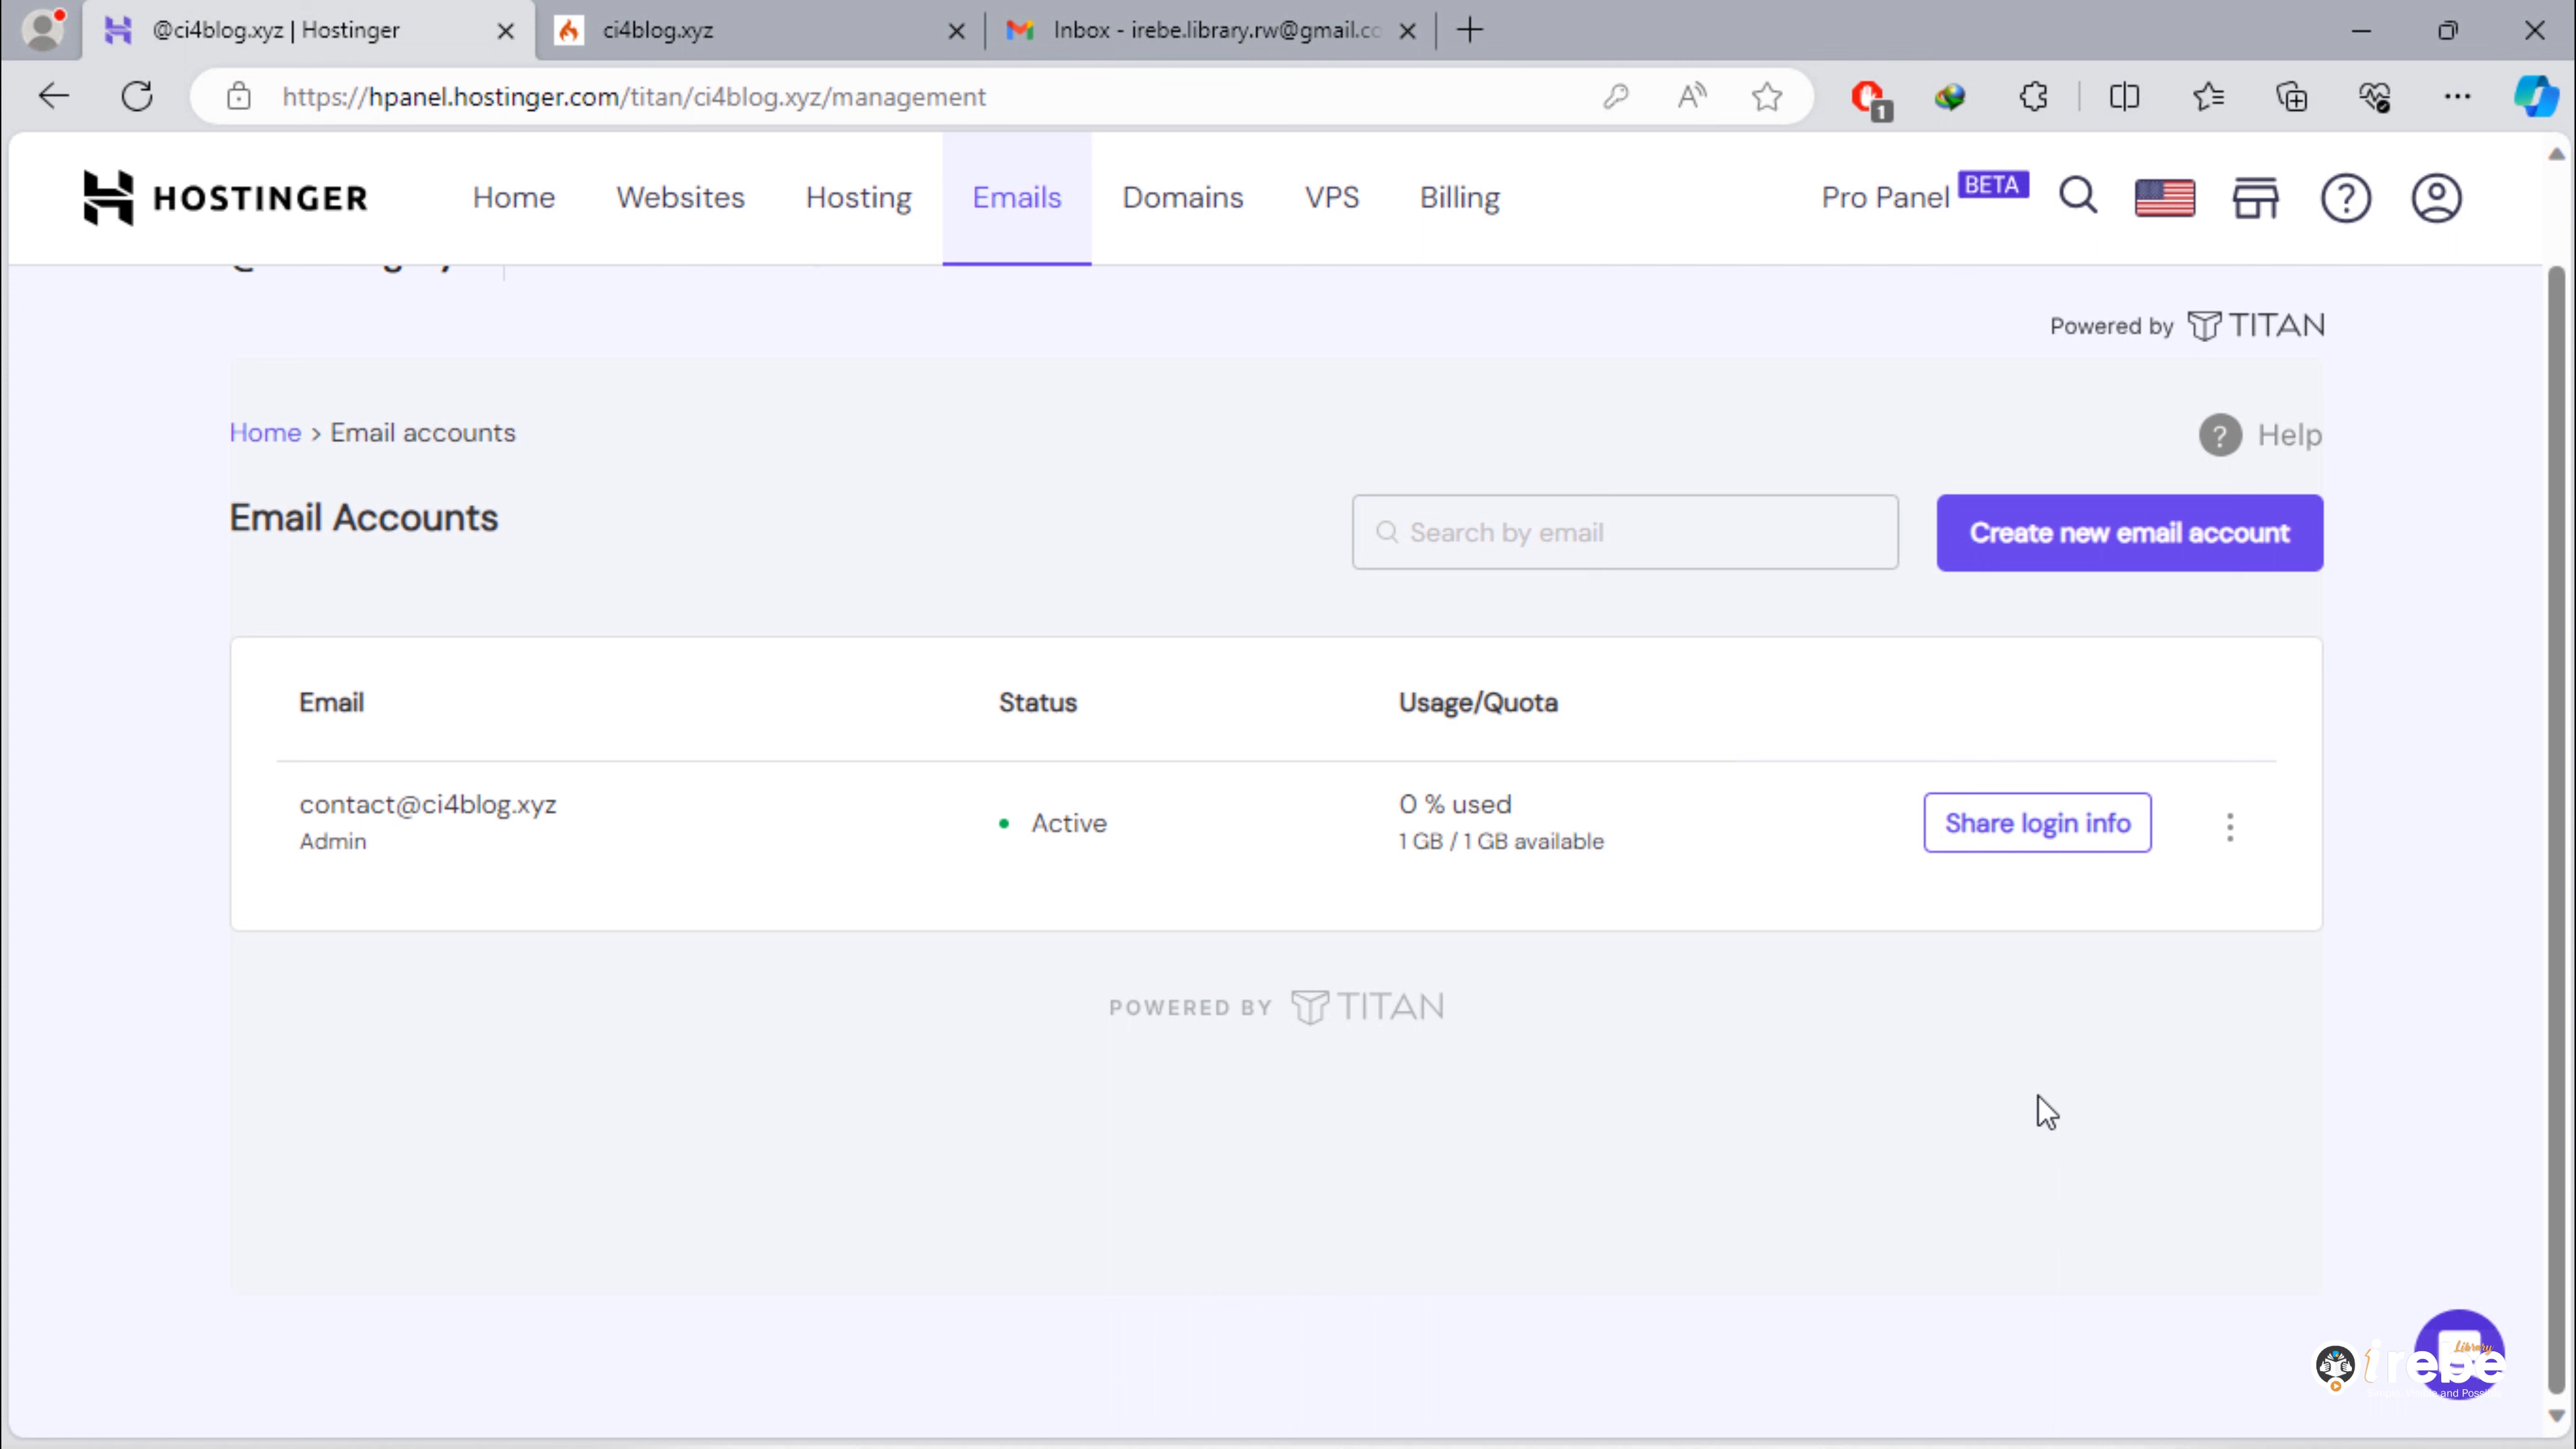 @ci4blog.xyz | Hostinger
ci4blog.xyz
Inbox - irebe.library.rw@gmail.co
https://hpanel.hostinger.com/titan/ci4blog.xyz/management
1
HOSTINGER
Home
Websites
Hosting
Emails
Domains
VPS
Billing
Pro Panel BETA
Powered by TITAN
Home > Email accounts
? Help
Email Accounts
Search by email
Create new email account
Email
Status
Usage/Quota
contact@ci4blog.xyz
Admin
Active
0 % used
1 GB / 1 GB available
Share login info
POWERED BY TITAN
irebe
Library